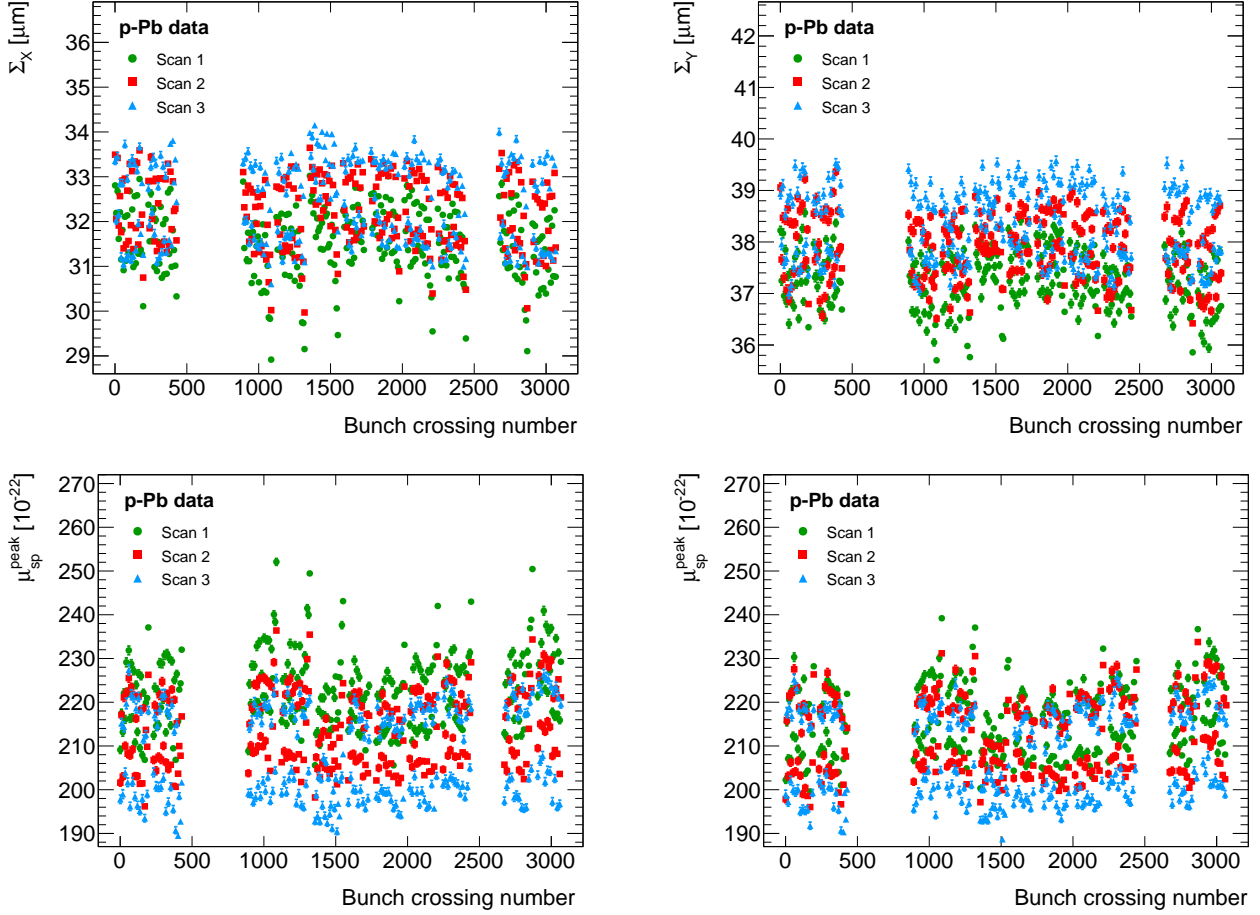 Σ_X [μm]
p-Pb data
Scan 1
Scan 2
Scan 3
36
35
34
33
32
31
30
29
0 500 1000 1500 2000 2500 3000
Bunch crossing number
Σ_Y [μm]
p-Pb data
Scan 1
Scan 2
Scan 3
42
41
40
39
38
37
36
0 500 1000 1500 2000 2500 3000
Bunch crossing number
μ_sp^peak [10^-22]
p-Pb data
Scan 1
Scan 2
Scan 3
270
260
250
240
230
220
210
200
190
0 500 1000 1500 2000 2500 3000
Bunch crossing number
μ_sp^peak [10^-22]
p-Pb data
Scan 1
Scan 2
Scan 3
270
260
250
240
230
220
210
200
190
0 500 1000 1500 2000 2500 3000
Bunch crossing number